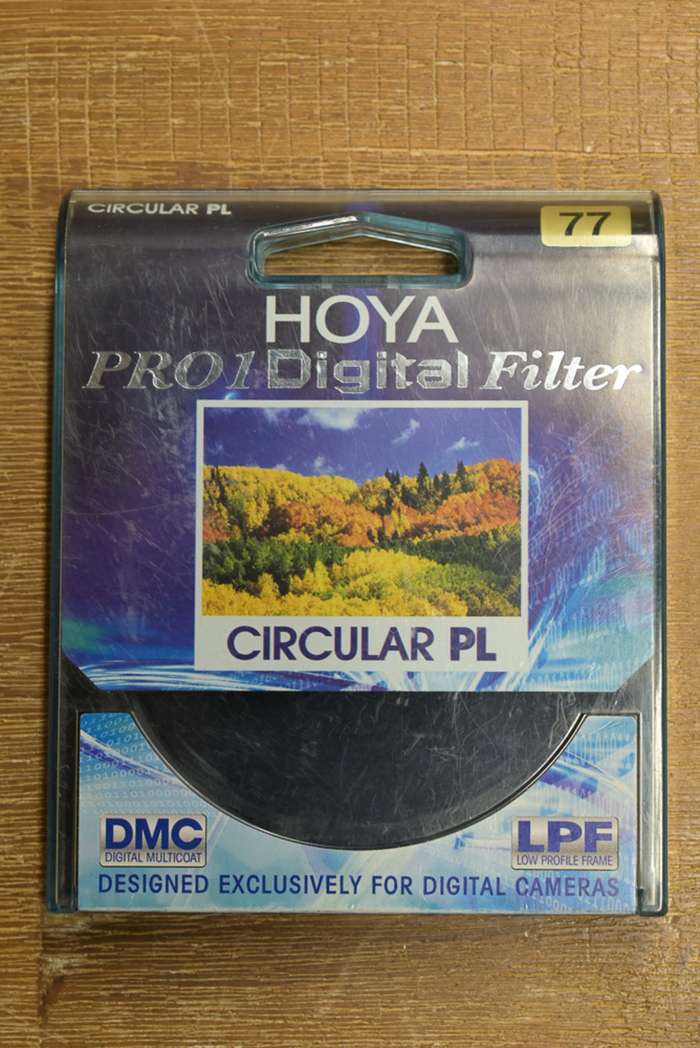 CIRCULAR PL
77
HOYA
PRO1 Digital Filter
CIRCULAR PL
DMC
DIGITAL MULTICOAT
LPF
LOW PROFILE FRAME
DESIGNED EXCLUSIVELY FOR DIGITAL CAMERAS